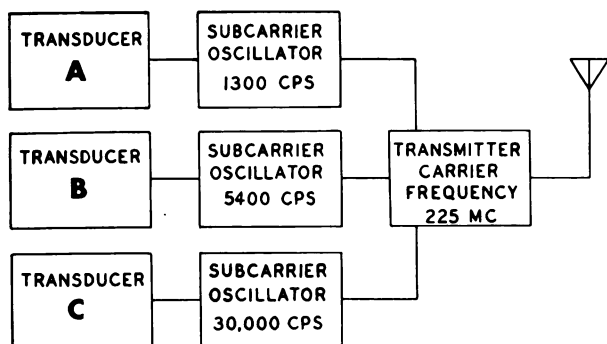 TRANSDUCER
A
SUBCARRIER
OSCILLATOR
1300 CPS
TRANSDUCER
B
SUBCARRIER
OSCILLATOR
5400 CPS
TRANSMITTER
CARRIER
FREQUENCY
225 MC
TRANSDUCER
C
SUBCARRIER
OSCILLATOR
30,000 CPS